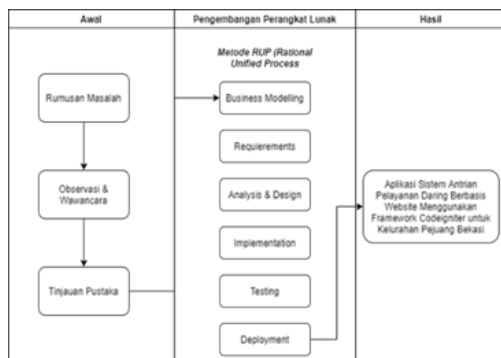 Awal
Pengembangan Perangkat Lunak
Hasil
Rumusan Masalah
Observasi &
Wawancara
Tinjauan Pustaka
Metode RUP (Rational
Unified Process
Business Modelling
Requierements
Analysis & Design
Implementation
Testing
Deployment
Aplikasi Sistem Antrian
Pelayanan Daring Berbasis
Website Menggunakan
Framework Codeigniter untuk
Kelurahan Pejuang Bekasi